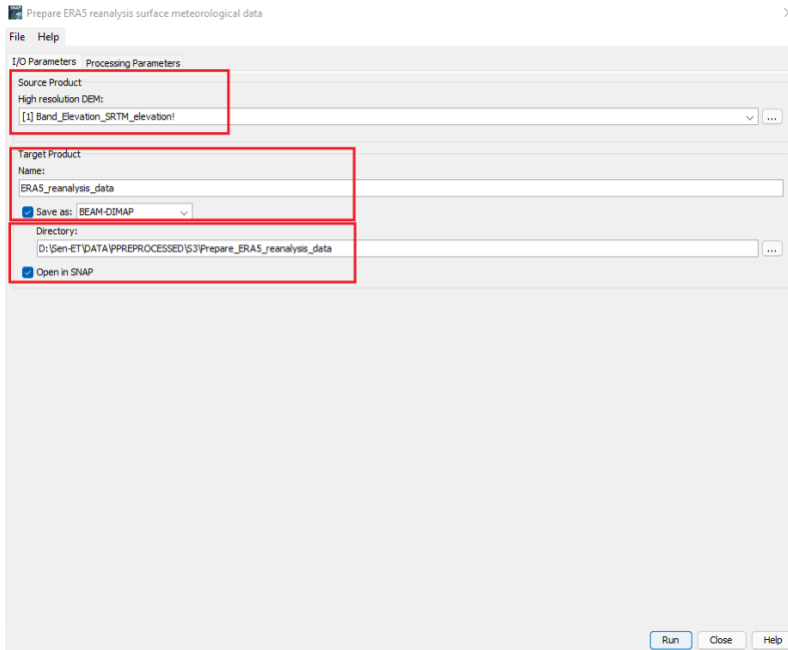 Prepare ERA5 reanalysis surface meteorological data
File Help
I/O Parameters Processing Parameters
Source Product
High resolution DEM:
[1] Band_Elevation_SRTM_elevation!
...
Target Product
Name:
ERA5_reanalysis_data
Save as: BEAM-DIMAP
Directory:
D:\Sen-ET\DATA\PPREPROCESSED\S3\Prepare_ERA5_reanalysis_data
...
Open in SNAP
Run Close Help